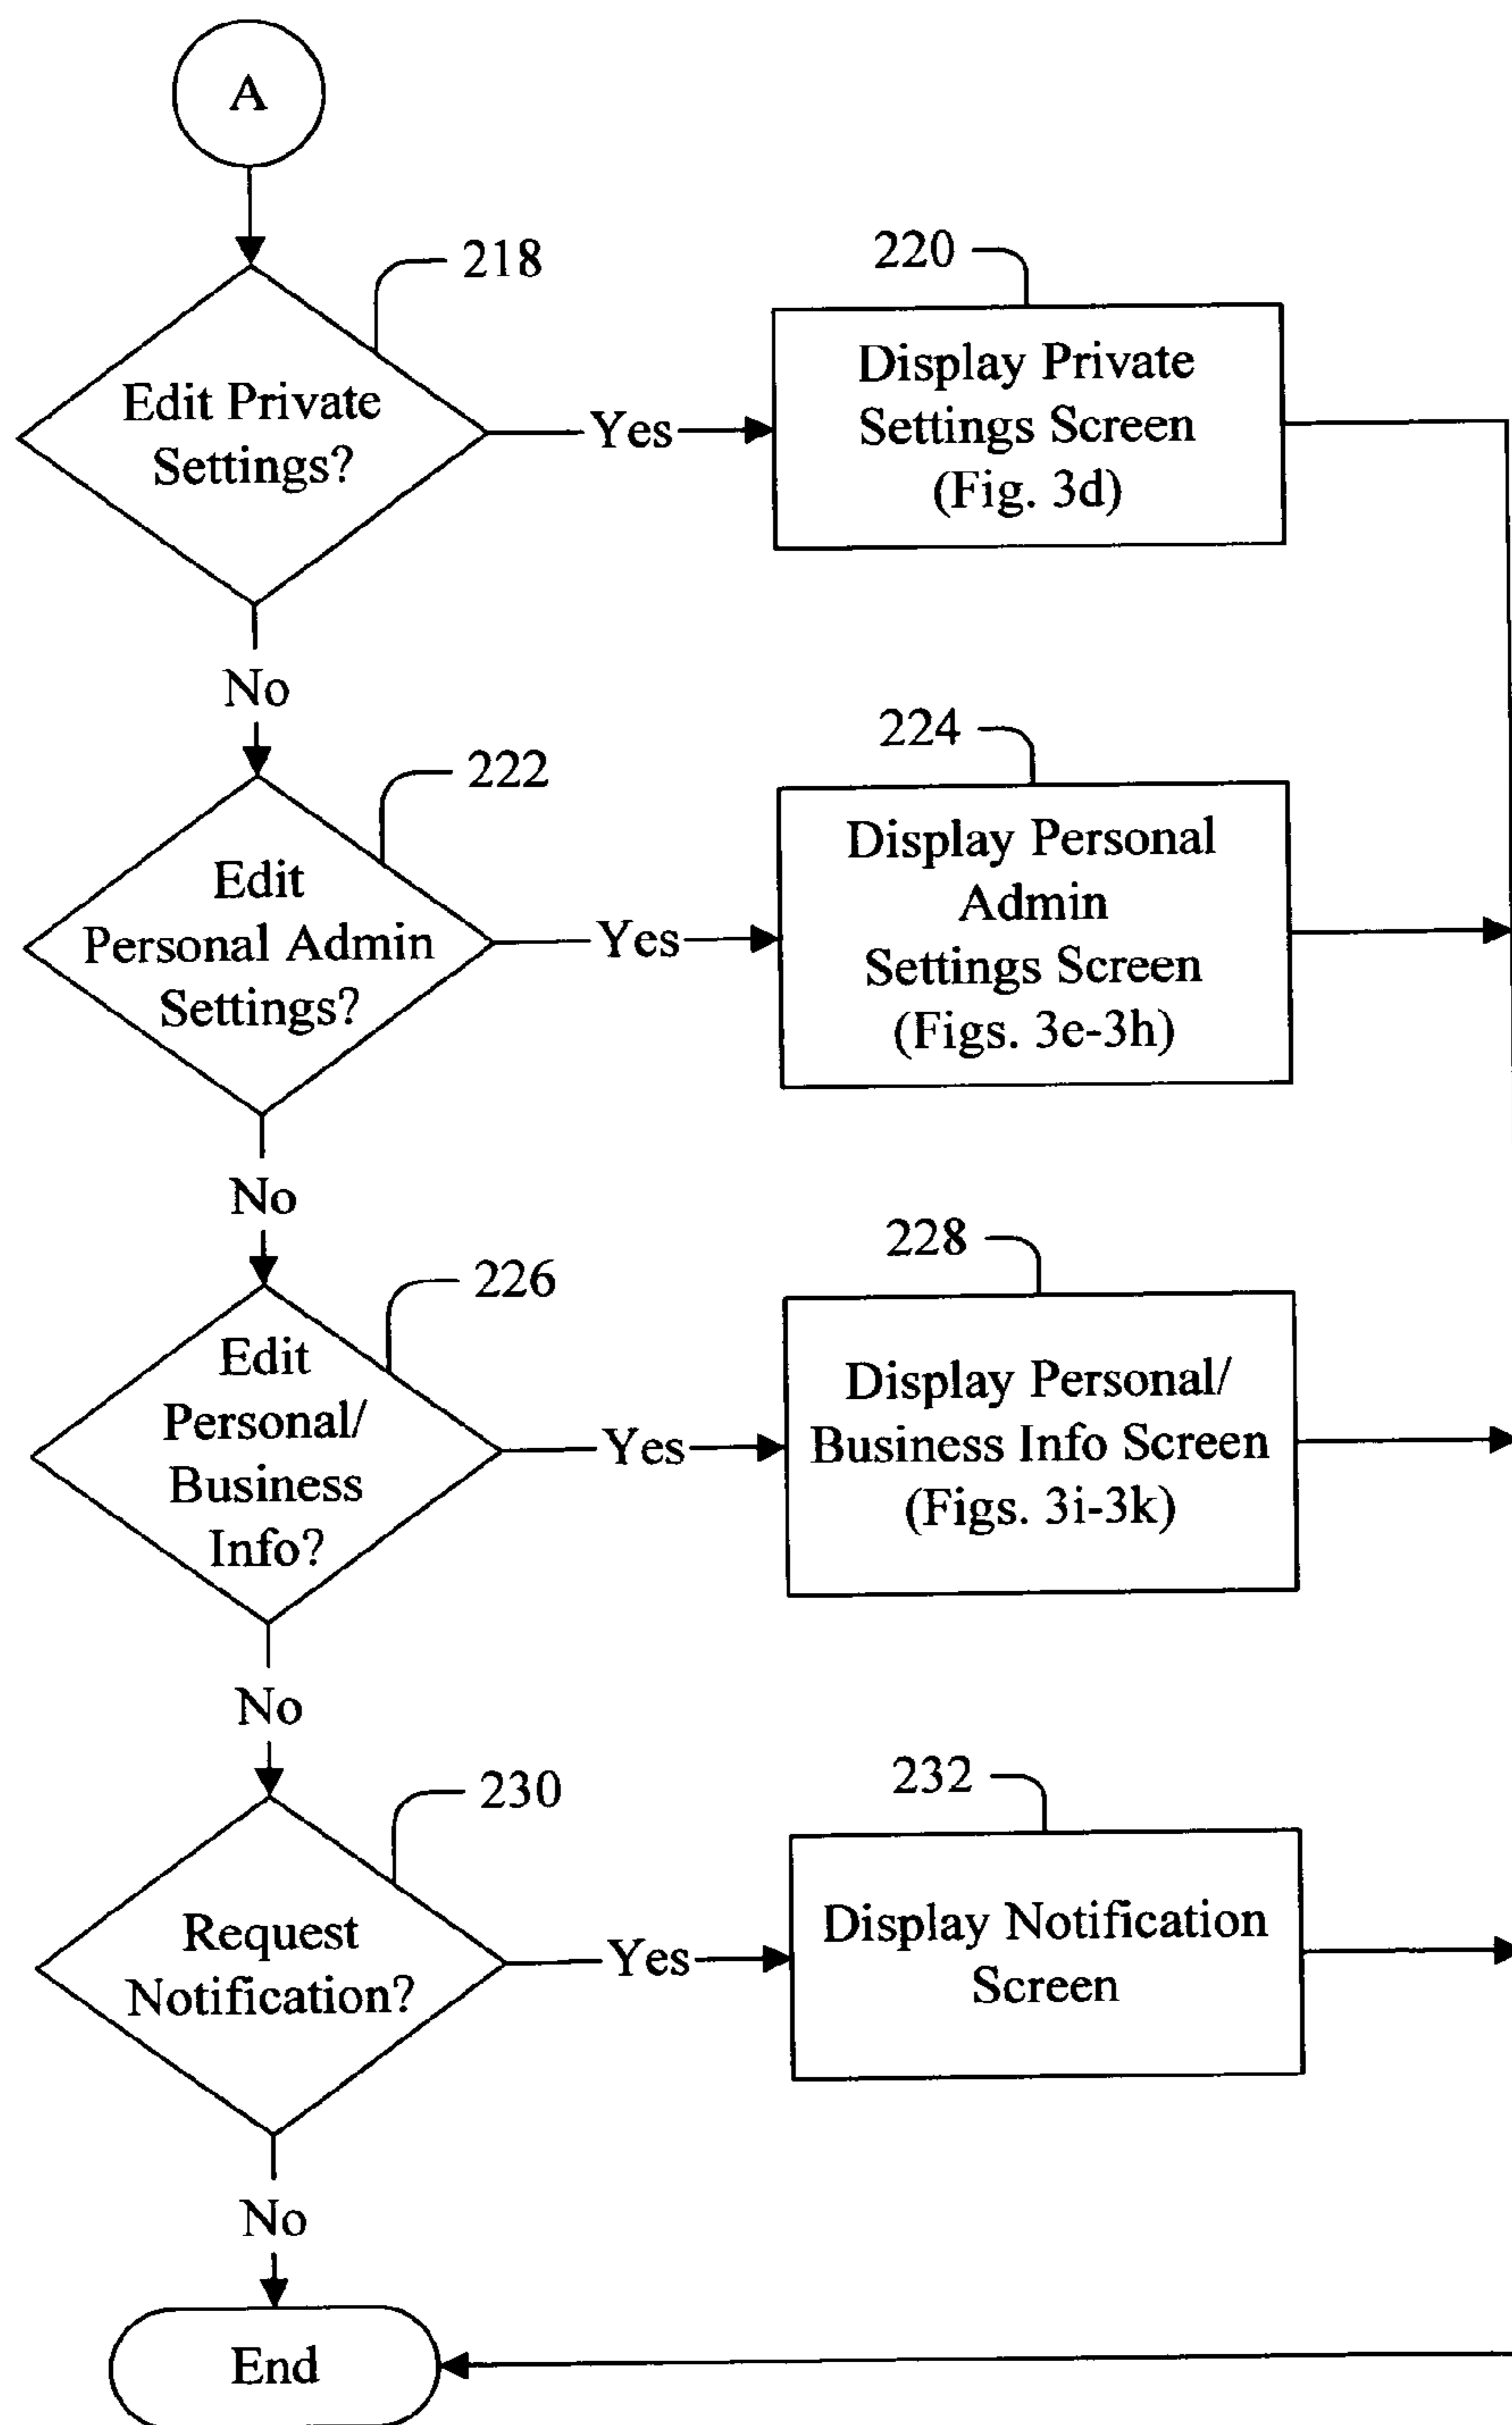 A
218
Edit Private
Settings?
Yes
220
Display Private
Settings Screen
(Fig. 3d)
No
222
Edit
Personal Admin
Settings?
Yes
224
Display Personal
Admin
Settings Screen
(Figs. 3e-3h)
No
226
Edit
Personal/
Business
Info?
Yes
228
Display Personal/
Business Info Screen
(Figs. 3i-3k)
No
230
Request
Notification?
Yes
232
Display Notification
Screen
No
End